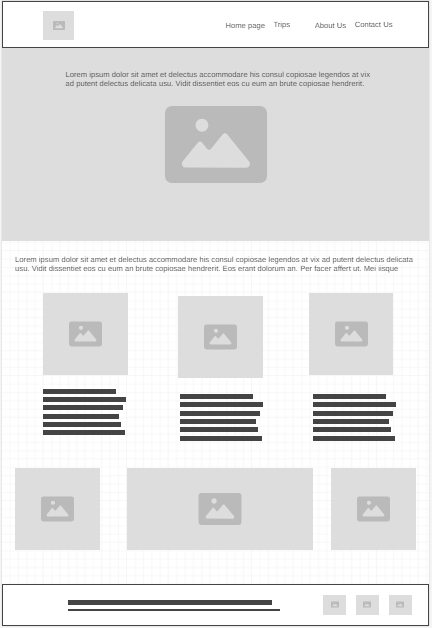 Home page Trips About Us Contact Us
Lorem ipsum dolor sit amet et delectus accommodare his consul copiosae legendos at vix
ad putent delectus delicata usu. Vidit dissentiet eos cu eum an brute copiosae hendrerit.
Lorem ipsum dolor sit amet et delectus accommodare his consul copiosae legendos at vix ad putent delectus delicata
usu. Vidit dissentiet eos cu eum an brute copiosae hendrerit. Eos erant dolorum an. Per facer affert ut. Mei iisque